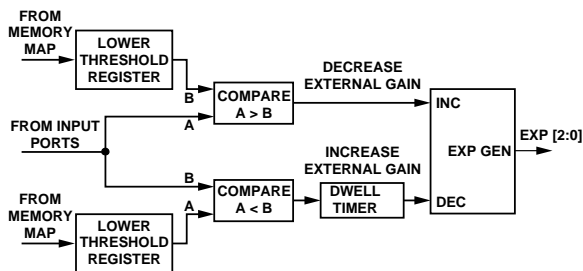 FROM
MEMORY
MAP
LOWER
THRESHOLD
REGISTER
B
A
COMPARE
A > B
DECREASE
EXTERNAL GAIN
INC
FROM INPUT
PORTS
EXP GEN
EXP [2:0]
INCREASE
EXTERNAL GAIN
B
A
COMPARE
A < B
DWELL
TIMER
DEC
FROM
MEMORY
MAP
LOWER
THRESHOLD
REGISTER